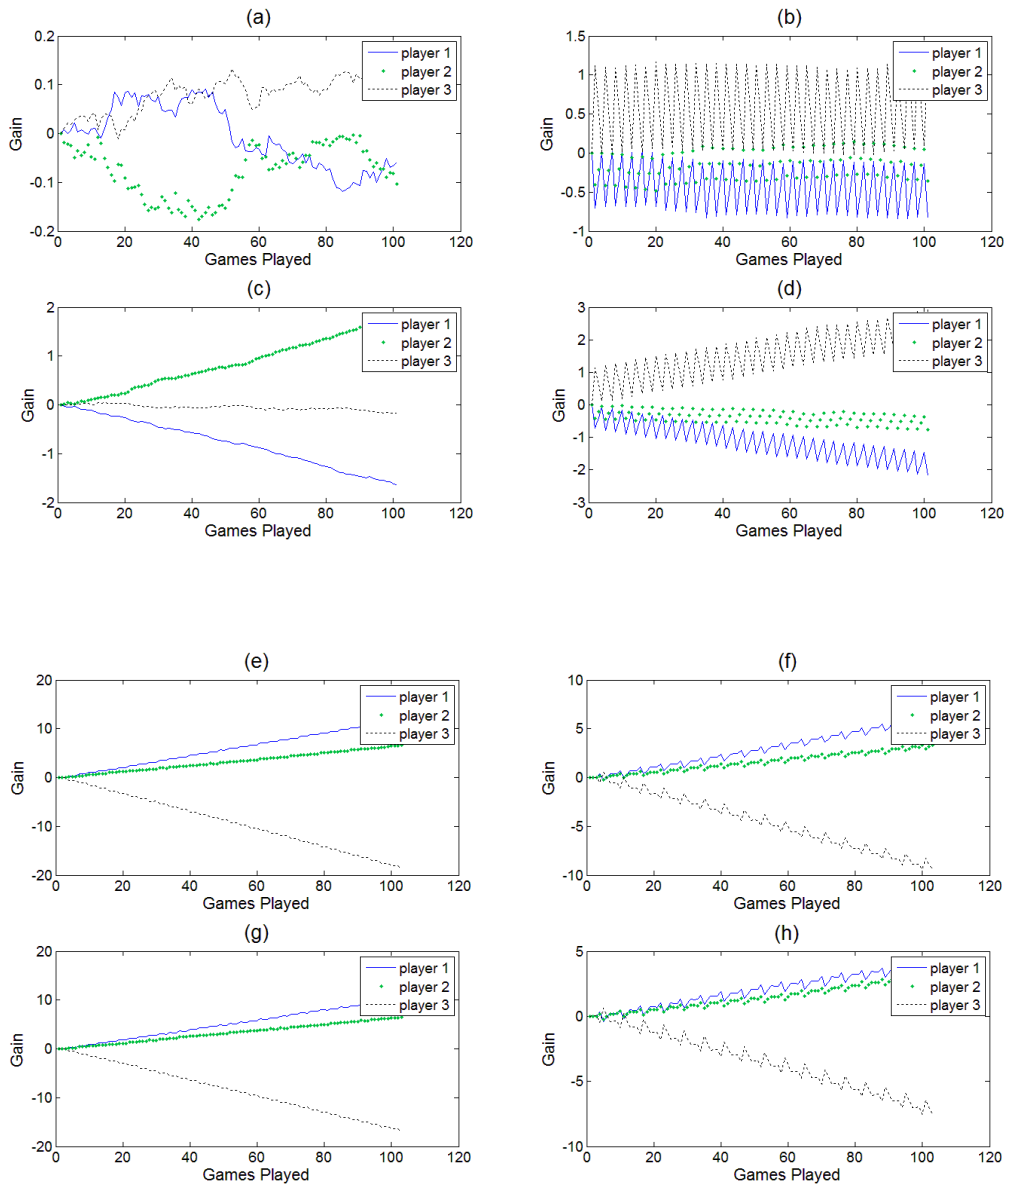 (a)
0.2
0.1
0
-0.1
-0.2
Gain
0 20 40 60 80 100 120
Games Played
player 1
player 2
player 3
(b)
1.5
1
0.5
0
-0.5
-1
Gain
0 20 40 60 80 100 120
Games Played
player 1
player 2
player 3
(c)
2
1
0
-1
-2
Gain
0 20 40 60 80 100 120
Games Played
player 1
player 2
player 3
(d)
3
2
1
0
-1
-2
-3
Gain
0 20 40 60 80 100 120
Games Played
player 1
player 2
player 3
(e)
20
10
0
-10
-20
Gain
0 20 40 60 80 100 120
Games Played
player 1
player 2
player 3
(f)
10
5
0
-5
-10
Gain
0 20 40 60 80 100 120
Games Played
player 1
player 2
player 3
(g)
20
10
0
-10
-20
Gain
0 20 40 60 80 100 120
Games Played
player 1
player 2
player 3
(h)
5
0
-5
-10
Gain
0 20 40 60 80 100 120
Games Played
player 1
player 2
player 3